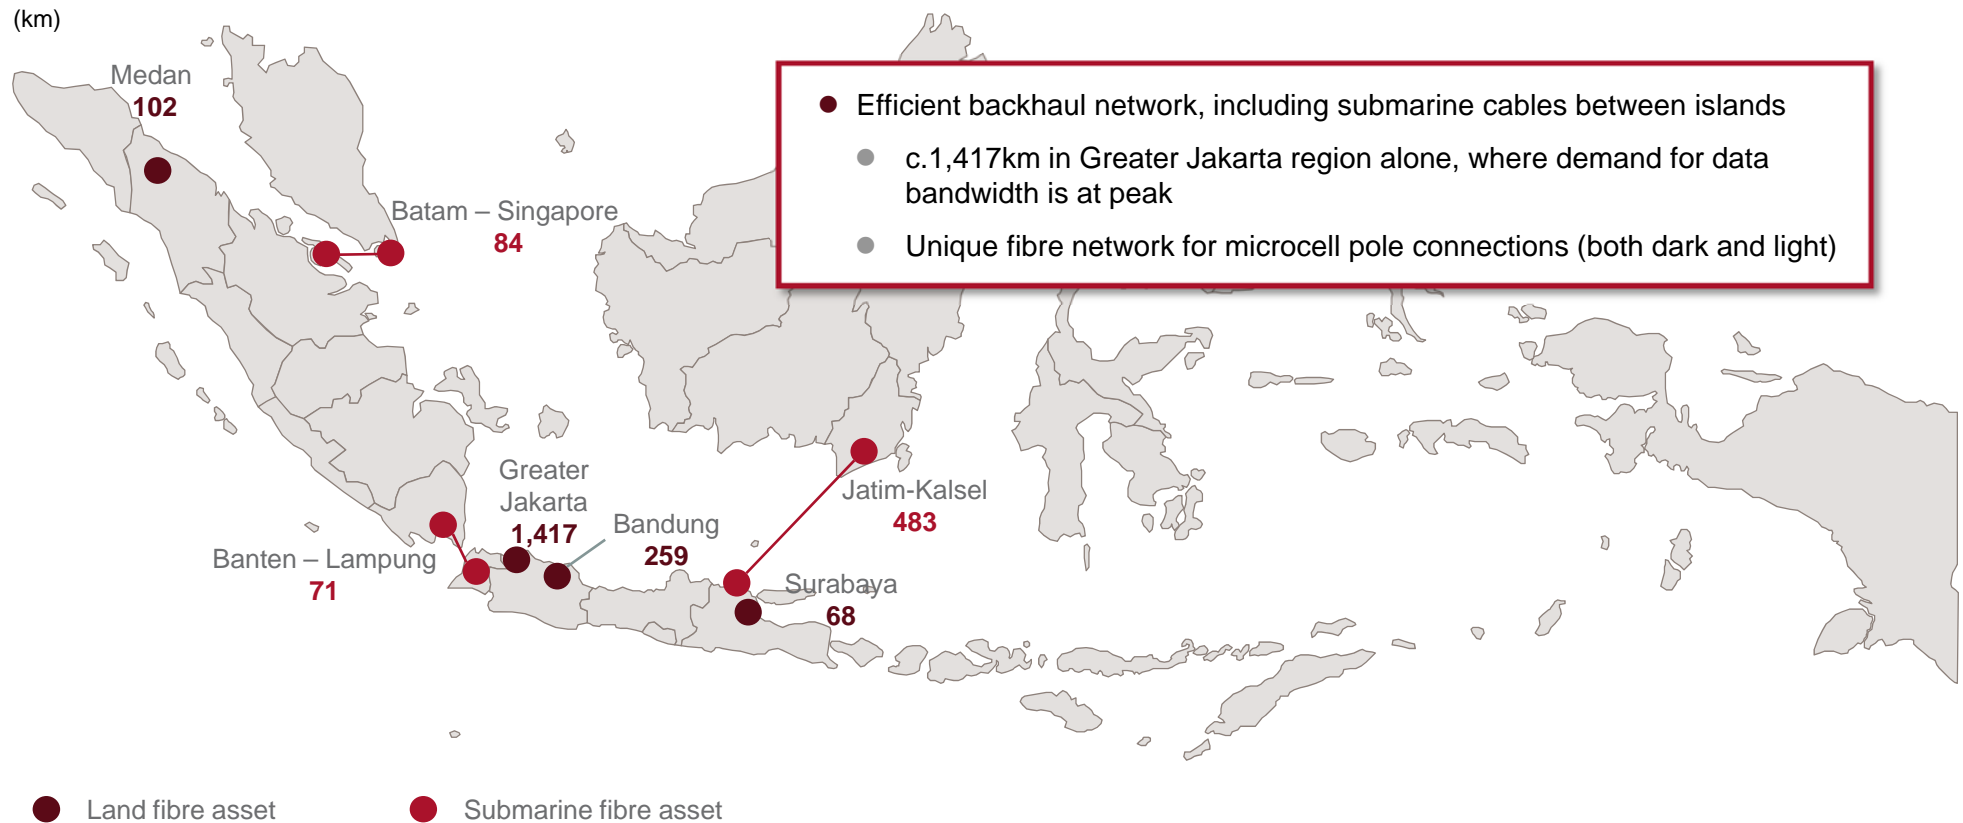 (km)
Medan
102
Efficient backhaul network, including submarine cables between islands
c.1,417km in Greater Jakarta region alone, where demand for data
bandwidth is at peak
Unique fibre network for microcell pole connections (both dark and light)
Batam – Singapore
84
Greater
Jakarta
1,417
Bandung
259
Jatim-Kalsel
483
Banten – Lampung
71
Surabaya
68
Land fibre asset
Submarine fibre asset